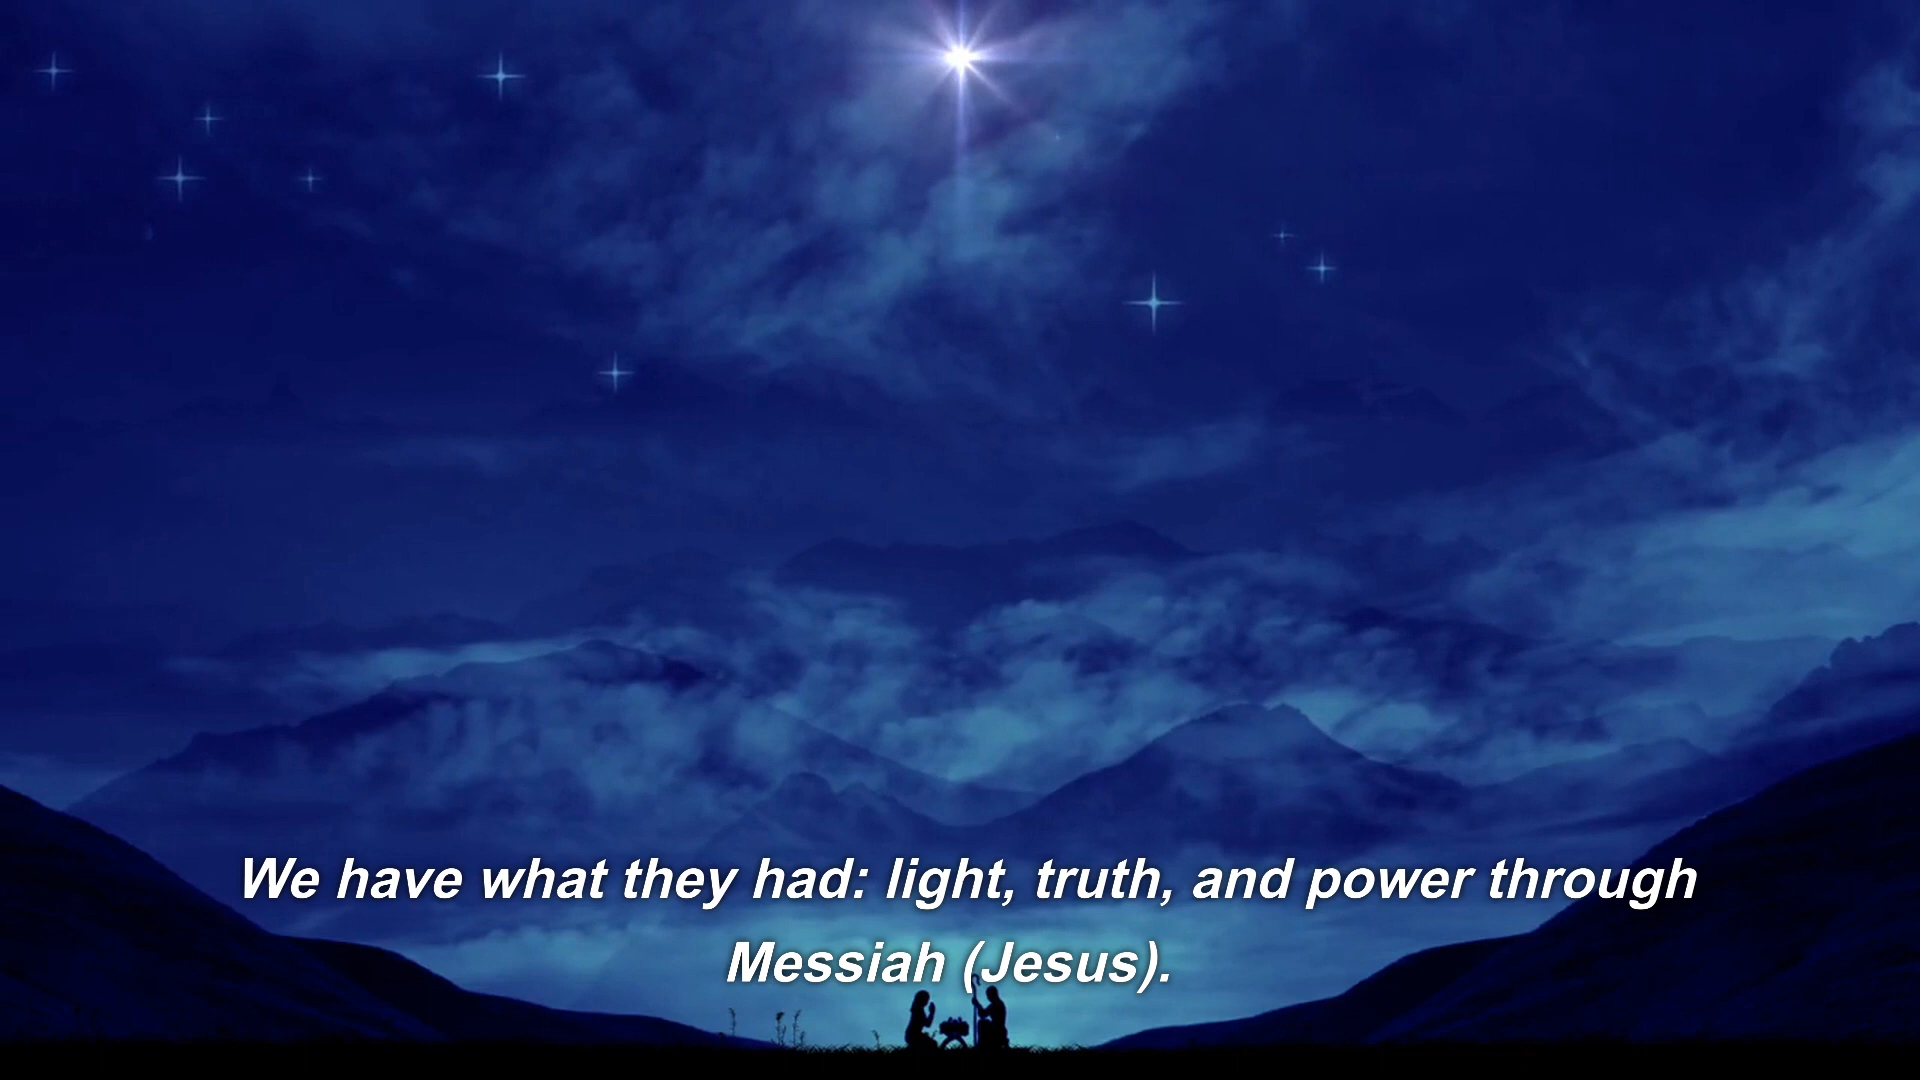 We have what they had: light, truth, and power through
Messiah (Jesus).